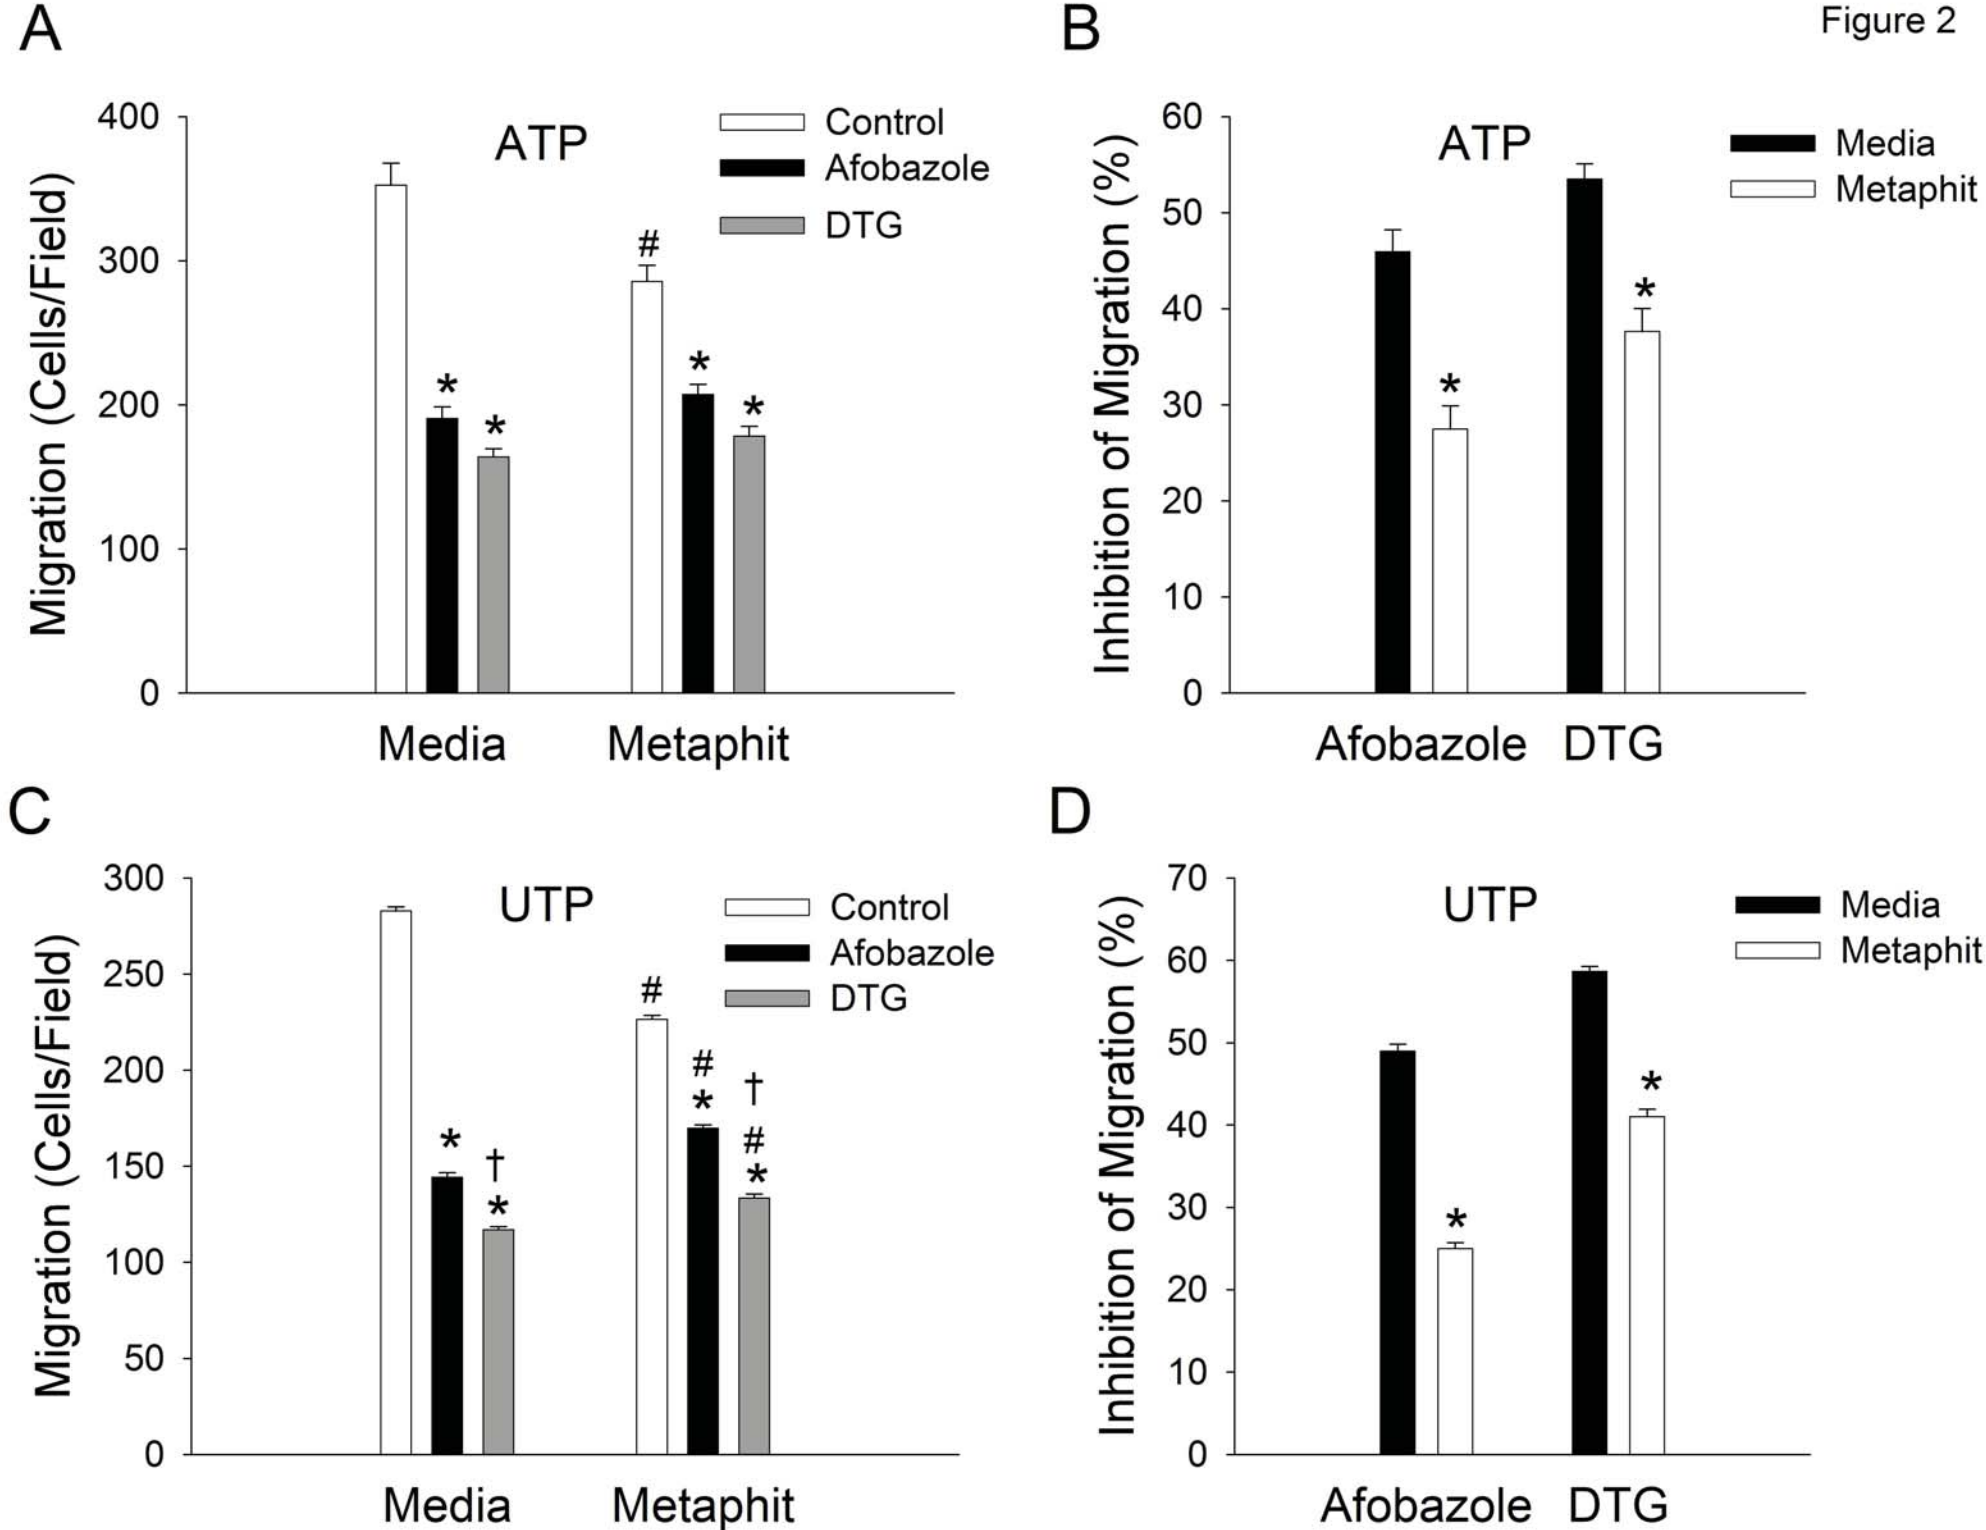 Figure 2
A
400
300
200
100
0
Migration (Cells/Field)
ATP
Control
Afobazole
DTG
*
*
#
*
*
Media
Metaphit
B
60
50
40
30
20
10
0
Inhibition of Migration (%)
ATP
Media
Metaphit
*
*
Afobazole
DTG
C
300
250
200
150
100
50
0
Migration (Cells/Field)
UTP
Control
Afobazole
DTG
*
†
*
#
#
*
†
#
*
Media
Metaphit
D
70
60
50
40
30
20
10
0
Inhibition of Migration (%)
UTP
Media
Metaphit
*
*
Afobazole
DTG